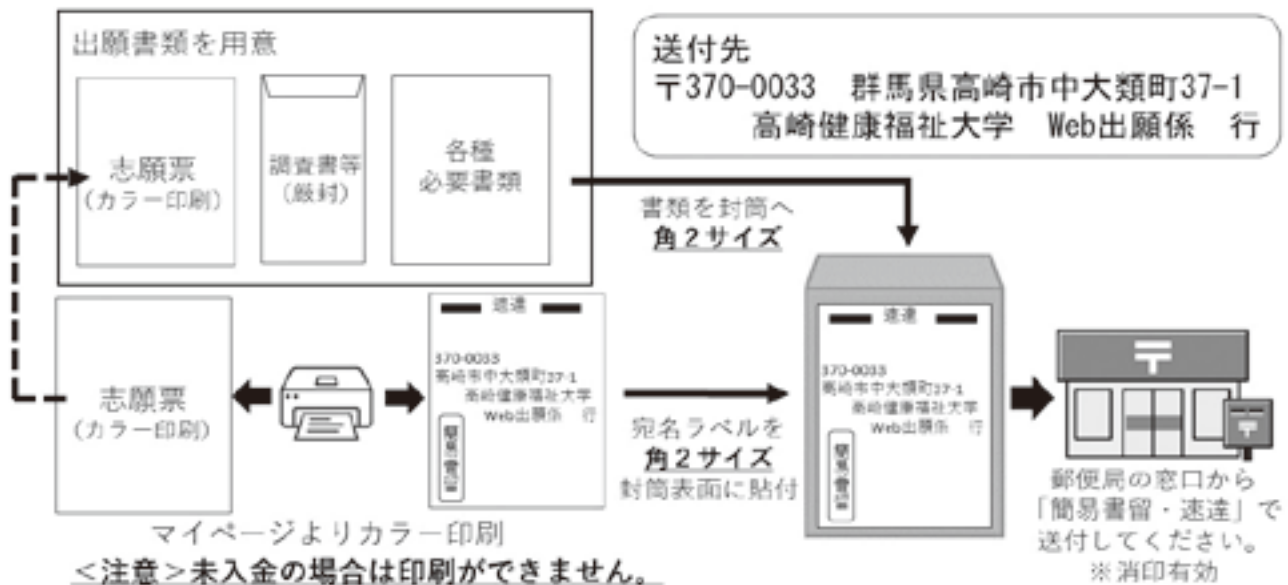 出願書類を用意
志願票
(カラー印刷)
調査書等
(厳封)
各種
必要書類
送付先
〒370-0033　群馬県高崎市中大類町37-1
高崎健康福祉大学　Web出願係　行
書類を封筒へ
角2サイズ
志願票
(カラー印刷)
速達
370-0033
高崎市中大類町37-1
高崎健康福祉大学
Web出願係　行
簡易書留
マイページよりカラー印刷
<注意>未入金の場合は印刷ができません。
宛名ラベルを
角2サイズ
封筒表面に貼付
速達
370-0033
高崎市中大類町37-1
高崎健康福祉大学
Web出願係　行
簡易書留
〒
〒
郵便局の窓口から
「簡易書留・速達」で
送付してください。
※消印有効